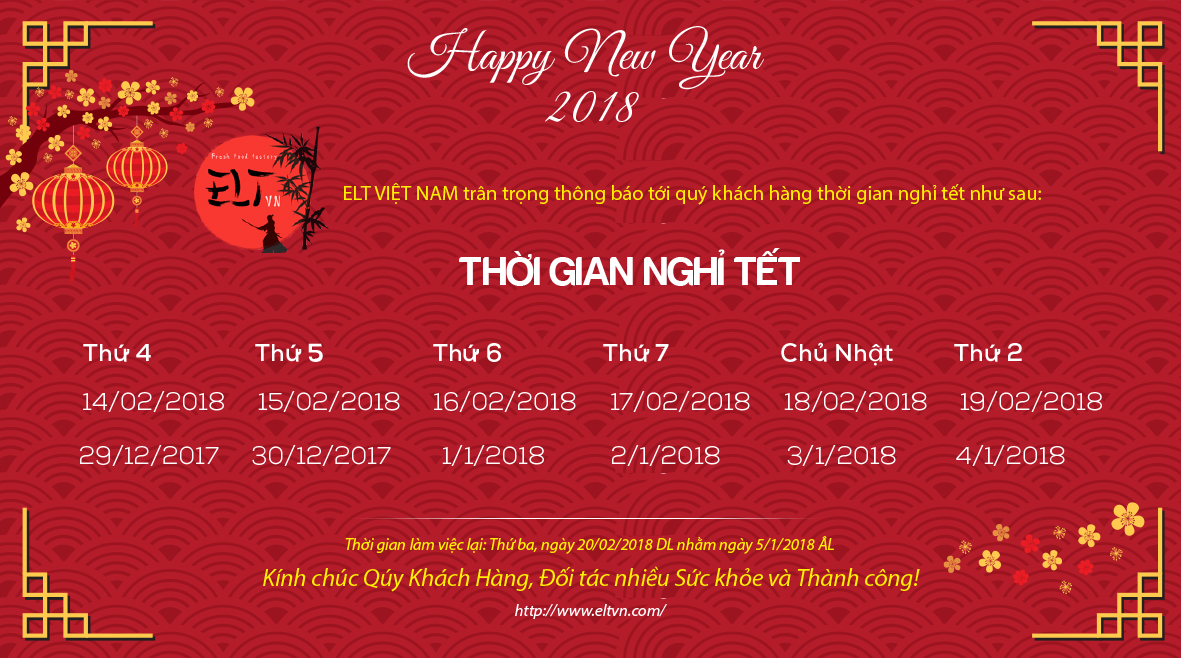 Happy New Year
2018
Fresh food factory
ELT
VN
ELT VIỆT NAM trân trọng thông báo tới quý khách hàng thời gian nghỉ tết như sau:
THỜI GIAN NGHỈ TẾT
Thứ 4 Thứ 5 Thứ 6 Thứ 7 Chủ Nhật Thứ 2
14/02/2018 15/02/2018 16/02/2018 17/02/2018 18/02/2018 19/02/2018
29/12/2017 30/12/2017 1/1/2018 2/1/2018 3/1/2018 4/1/2018
Thời gian làm việc lại: Thứ ba, ngày 20/02/2018 DL nhằm ngày 5/1/2018 ÂL
Kính chúc Qúy Khách Hàng, Đối tác nhiều Sức khỏe và Thành công!
http://www.eltvn.com/